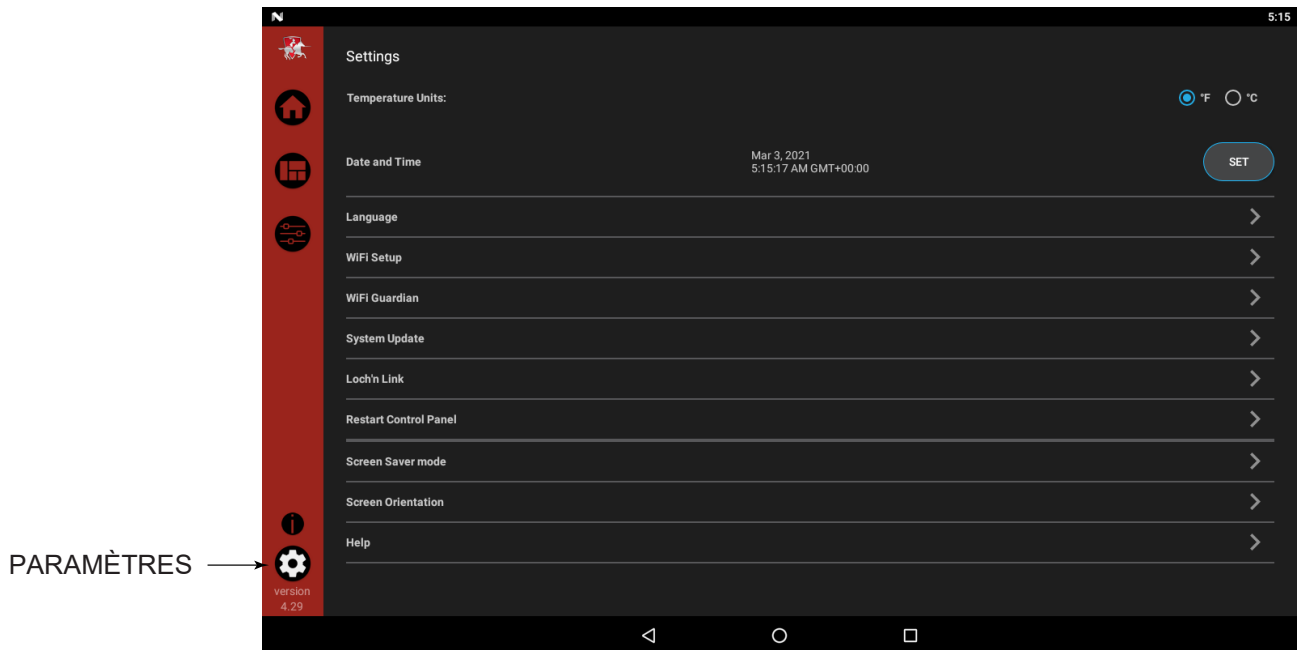 5:15
Settings
Temperature Units:
°F °C
Date and Time
Mar 3, 2021
5:15:17 AM GMT+00:00
SET
Language
WiFi Setup
WiFi Guardian
System Update
Loch'n Link
Restart Control Panel
Screen Saver mode
Screen Orientation
Help
PARAMÈTRES
version
4.29